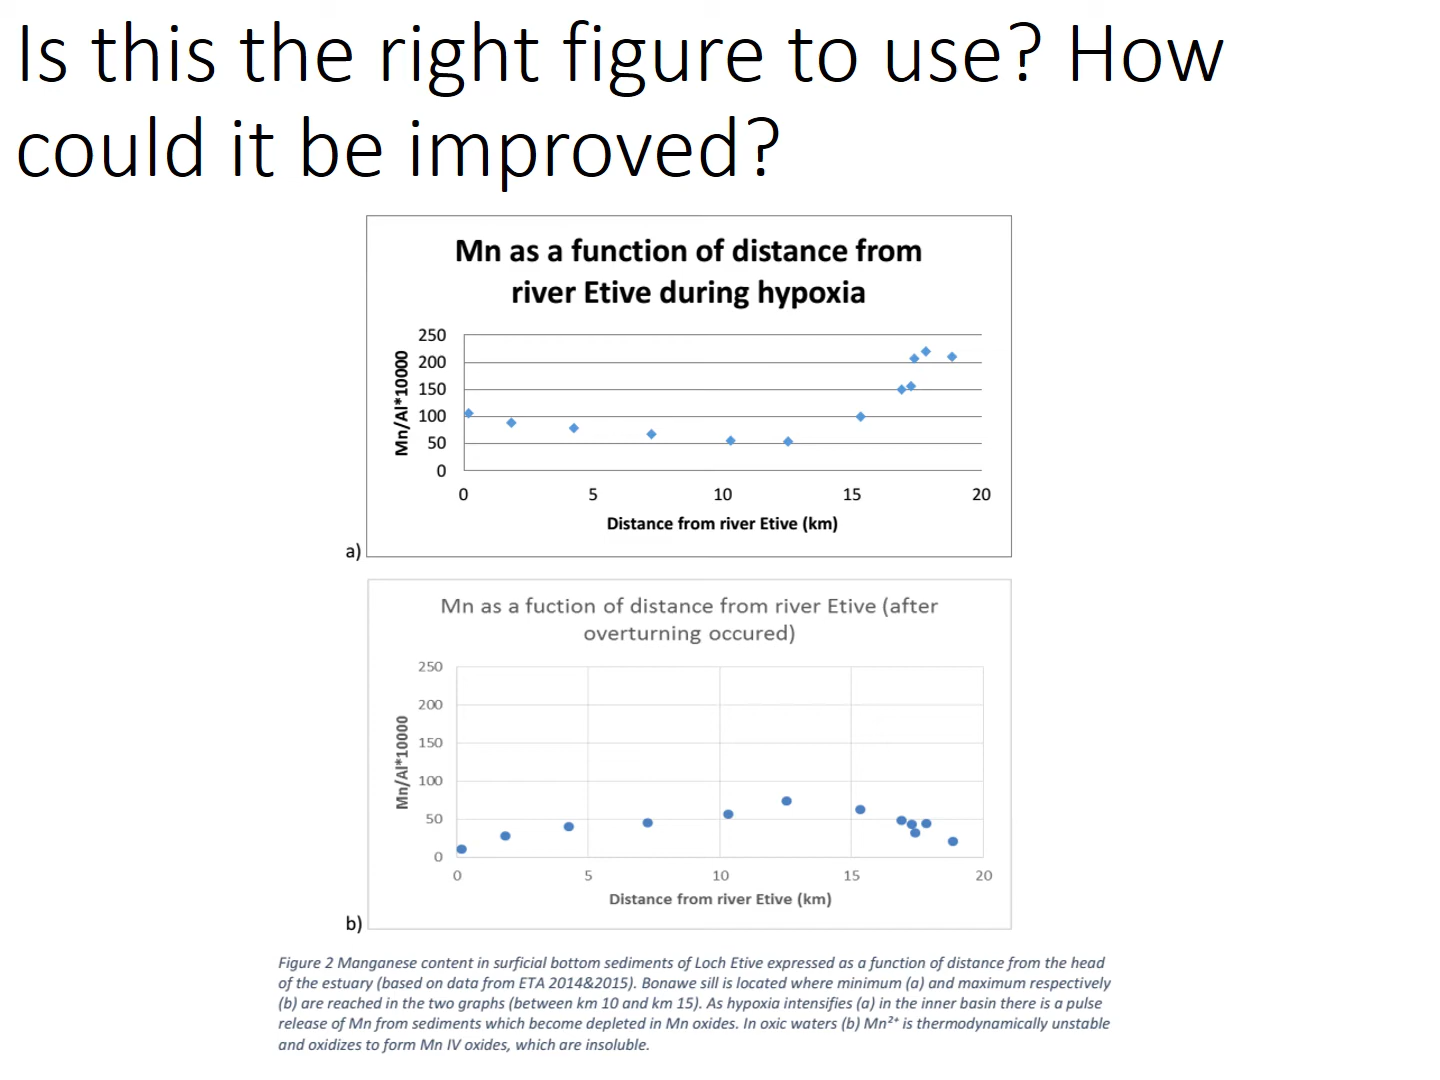 Is this the right figure to use? How
could it be improved?
Mn as a function of distance from
river Etive during hypoxia
250
200
150
100
50
0
Mn/Al*10000
0 5 10 15 20
Distance from river Etive (km)
a)
Mn as a fuction of distance from river Etive (after
overturning occured)
250
200
150
100
50
0
Mn/Al*10000
0 5 10 15 20
Distance from river Etive (km)
b)
Figure 2 Manganese content in surficial bottom sediments of Loch Etive expressed as a function of distance from the head
of the estuary (based on data from ETA 2014&2015). Bonawe sill is located where minimum (a) and maximum respectively
(b) are reached in the two graphs (between km 10 and km 15). As hypoxia intensifies (a) in the inner basin there is a pulse
release of Mn from sediments which become depleted in Mn oxides. In oxic waters (b) Mn²⁺ is thermodynamically unstable
and oxidizes to form Mn IV oxides, which are insoluble.